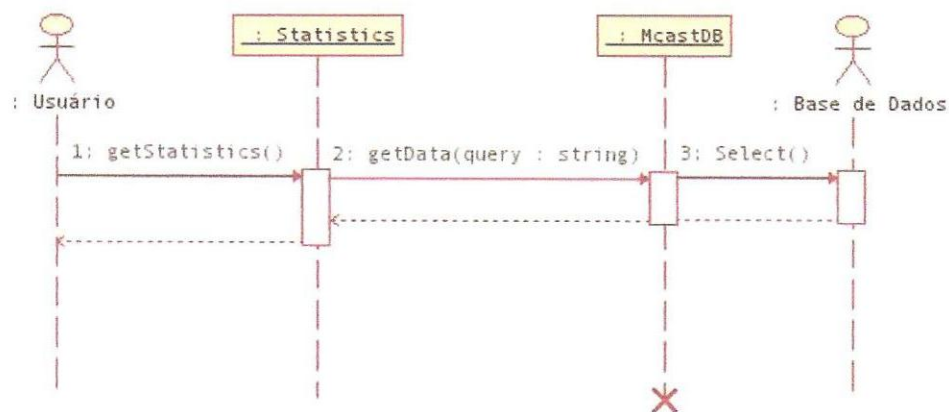 : Statistics
: McastDB
: Usuário
: Base de Dados
1: getStatistics()
2: getData(query : string)
3: Select()